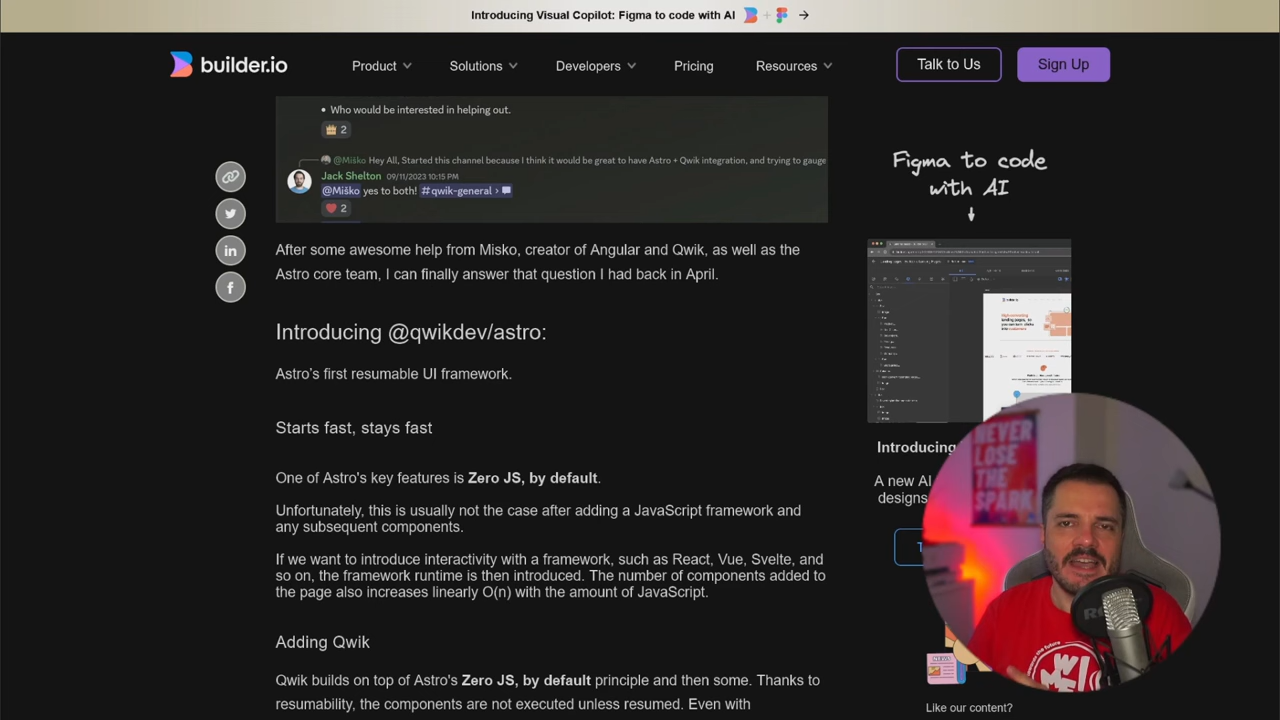 Introducing Visual Copilot: Figma to code with AI
builder.io
Product
Solutions
Developers
Pricing
Resources
Talk to Us
Sign Up
Who would be interested in helping out.
2
@Miško Hey All, Started this channel because I think it would be great to have Astro + Qwik integration, and trying to gauge
Jack Shelton 09/11/2023 10:15 PM
@Miško yes to both! #qwik-general ›
2
After some awesome help from Misko, creator of Angular and Qwik, as well as the
Astro core team, I can finally answer that question I had back in April.
Introducing @qwikdev/astro:
Astro's first resumable UI framework.
Starts fast, stays fast
One of Astro's key features is Zero JS, by default.
Unfortunately, this is usually not the case after adding a JavaScript framework and
any subsequent components.
If we want to introduce interactivity with a framework, such as React, Vue, Svelte, and
so on, the framework runtime is then introduced. The number of components added to
the page also increases linearly O(n) with the amount of JavaScript.
Adding Qwik
Qwik builds on top of Astro's Zero JS, by default principle and then some. Thanks to
resumability, the components are not executed unless resumed. Even with
Figma to code
with AI
Introducing
A new AI
designs
NEVER
LOSE
THE
SPARK
Like our content?